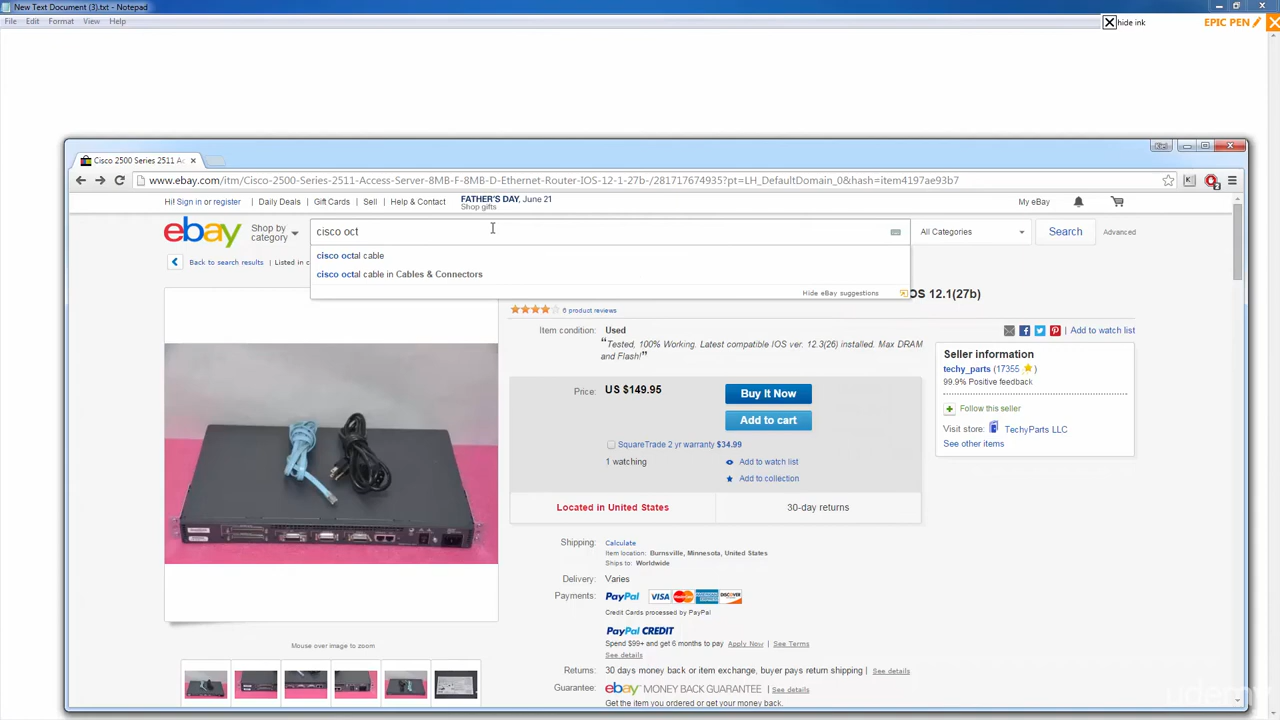 New Text Document (3).txt - Notepad
File Edit Format View Help
hide ink
EPIC PEN
Cisco 2500 Series 2511 Ac
www.ebay.com/itm/Cisco-2500-Series-2511-Access-Server-8MB-F-8MB-D-Ethernet-Router-IOS-12-1-27b-/281717674935?pt=LH_DefaultDomain_0&hash=item4197ae93b7
Hi! Sign in or register Daily Deals Gift Cards Sell Help & Contact FATHER'S DAY, June 21 My eBay
Shop gifts
ebay Shop by category cisco oct All Categories Search Advanced
cisco octal cable
cisco octal cable in Cables & Connectors
Hide eBay suggestions
Back to search results Listed in c
OS 12.1(27b)
6 product reviews
Item condition: Used
"Tested, 100% Working. Latest compatible IOS ver. 12.3(26) installed. Max DRAM
and Flash!"
Add to watch list
Seller information
techy_parts (17355 )
99.9% Positive feedback
Follow this seller
Visit store: TechyParts LLC
See other items
Price: US $149.95 Buy It Now
Add to cart
SquareTrade 2 yr warranty $34.99
1 watching Add to watch list
Add to collection
Located in United States 30-day returns
Shipping: Calculate
Item location: Burnsville, Minnesota, United States
Ships to: Worldwide
Delivery: Varies
Payments: PayPal VISA MasterCard AMERICAN EXPRESS DISCOVER
Credit Cards processed by PayPal
PayPal CREDIT
Spend $99+ and get 6 months to pay Apply Now | See Terms
See details
Returns: 30 days money back or item exchange, buyer pays return shipping | See details
Guarantee: ebay MONEY BACK GUARANTEE | See details
Get the item you ordered or get your money back.
Mouse over image to zoom
udemy